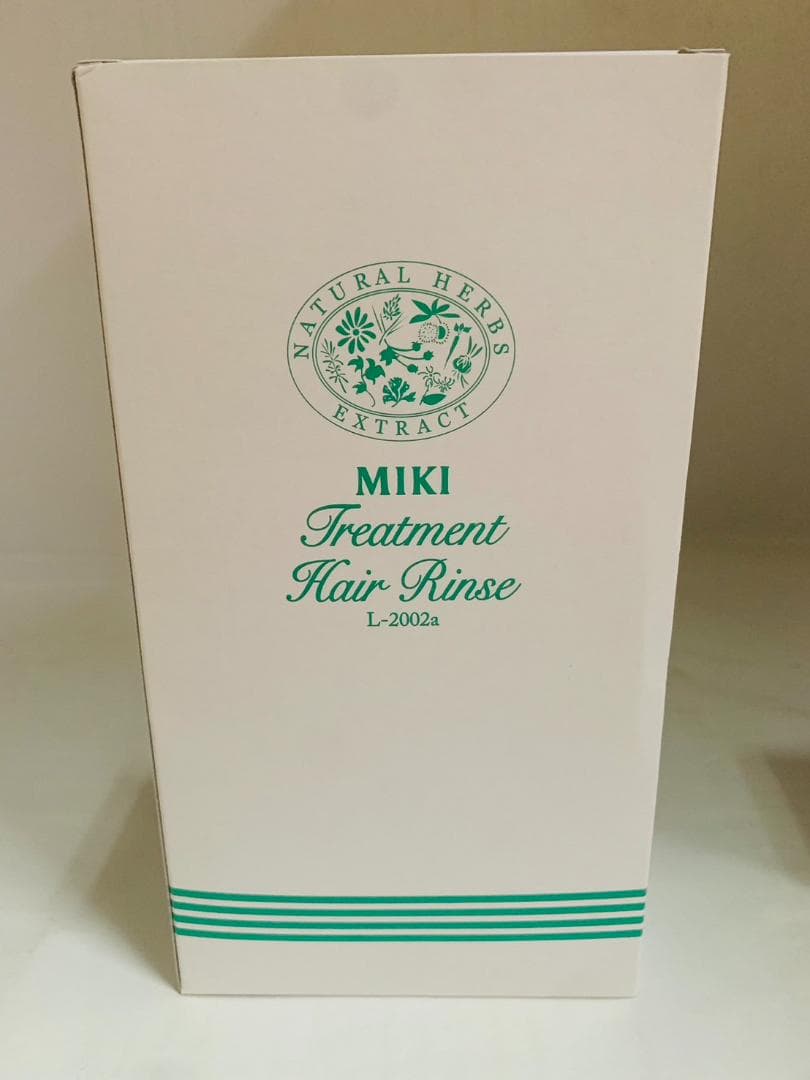 NATURAL HERBS
EXTRACT
MIKI
Treatment
Hair Rinse
L-2002a